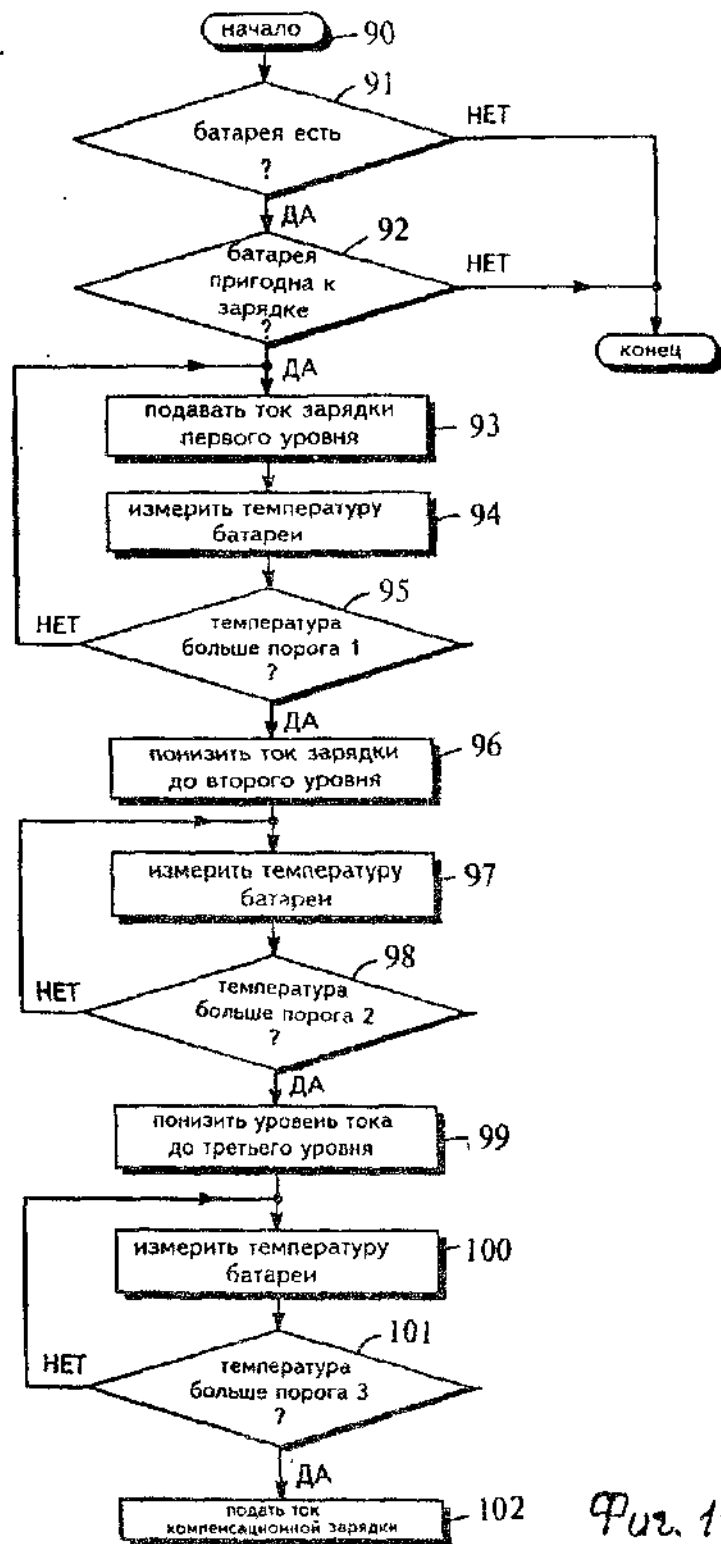 начало
90
91
батарея есть
?
НЕТ
ДА
92
батарея
пригодна к
зарядке
?
НЕТ
конец
ДА
подавать ток зарядки
первого уровня
93
измерить температуру
батареи
94
95
температура
больше порога 1
?
НЕТ
ДА
понизить ток зарядки
до второго уровня
96
измерить температуру
батареи
97
98
температура
больше порога 2
?
НЕТ
ДА
понизить уровень тока
до третьего уровня
99
измерить температуру
батареи
100
101
температура
больше порога 3
?
НЕТ
ДА
подать ток
компенсационной зарядки
102
Фиг.